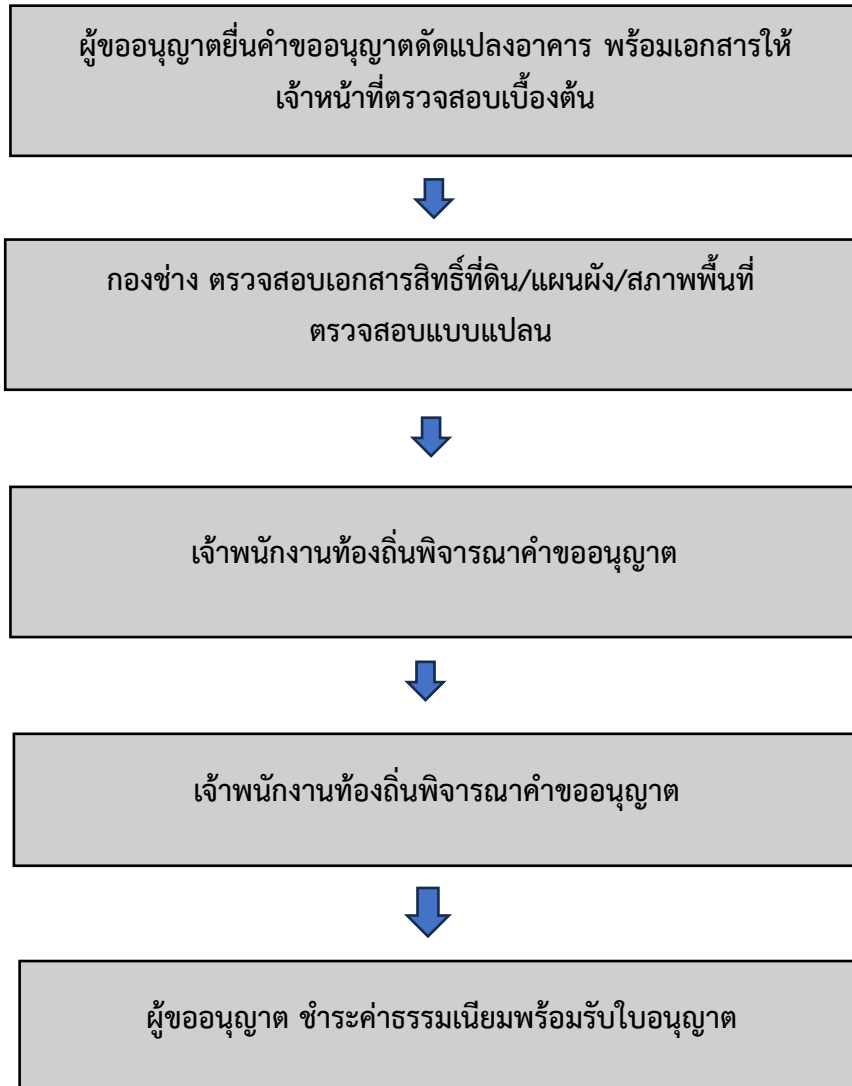 ผู้ขออนุญาตยื่นคำขออนุญาตดัดแปลงอาคาร พร้อมเอกสารให้
เจ้าหน้าที่ตรวจสอบเบื้องต้น
กองช่าง ตรวจสอบเอกสารสิทธิ์ที่ดิน/แผนผัง/สภาพพื้นที่
ตรวจสอบแบบแปลน
เจ้าพนักงานท้องถิ่นพิจารณาคำขออนุญาต
เจ้าพนักงานท้องถิ่นพิจารณาคำขออนุญาต
ผู้ขออนุญาต ชำระค่าธรรมเนียมพร้อมรับใบอนุญาต